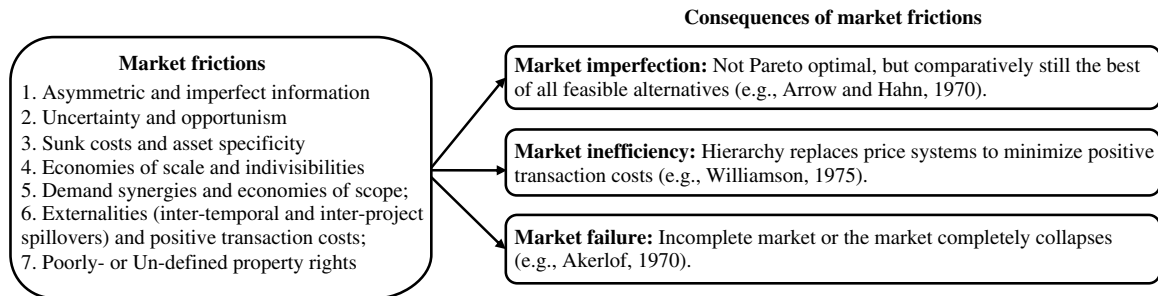 Consequences of market frictions
Market frictions
1. Asymmetric and imperfect information
2. Uncertainty and opportunism
3. Sunk costs and asset specificity
4. Economies of scale and indivisibilities
5. Demand synergies and economies of scope;
6. Externalities (inter-temporal and inter-project
spillovers) and positive transaction costs;
7. Poorly- or Un-defined property rights
Market imperfection: Not Pareto optimal, but comparatively still the best
of all feasible alternatives (e.g., Arrow and Hahn, 1970).
Market inefficiency: Hierarchy replaces price systems to minimize positive
transaction costs (e.g., Williamson, 1975).
Market failure: Incomplete market or the market completely collapses
(e.g., Akerlof, 1970).